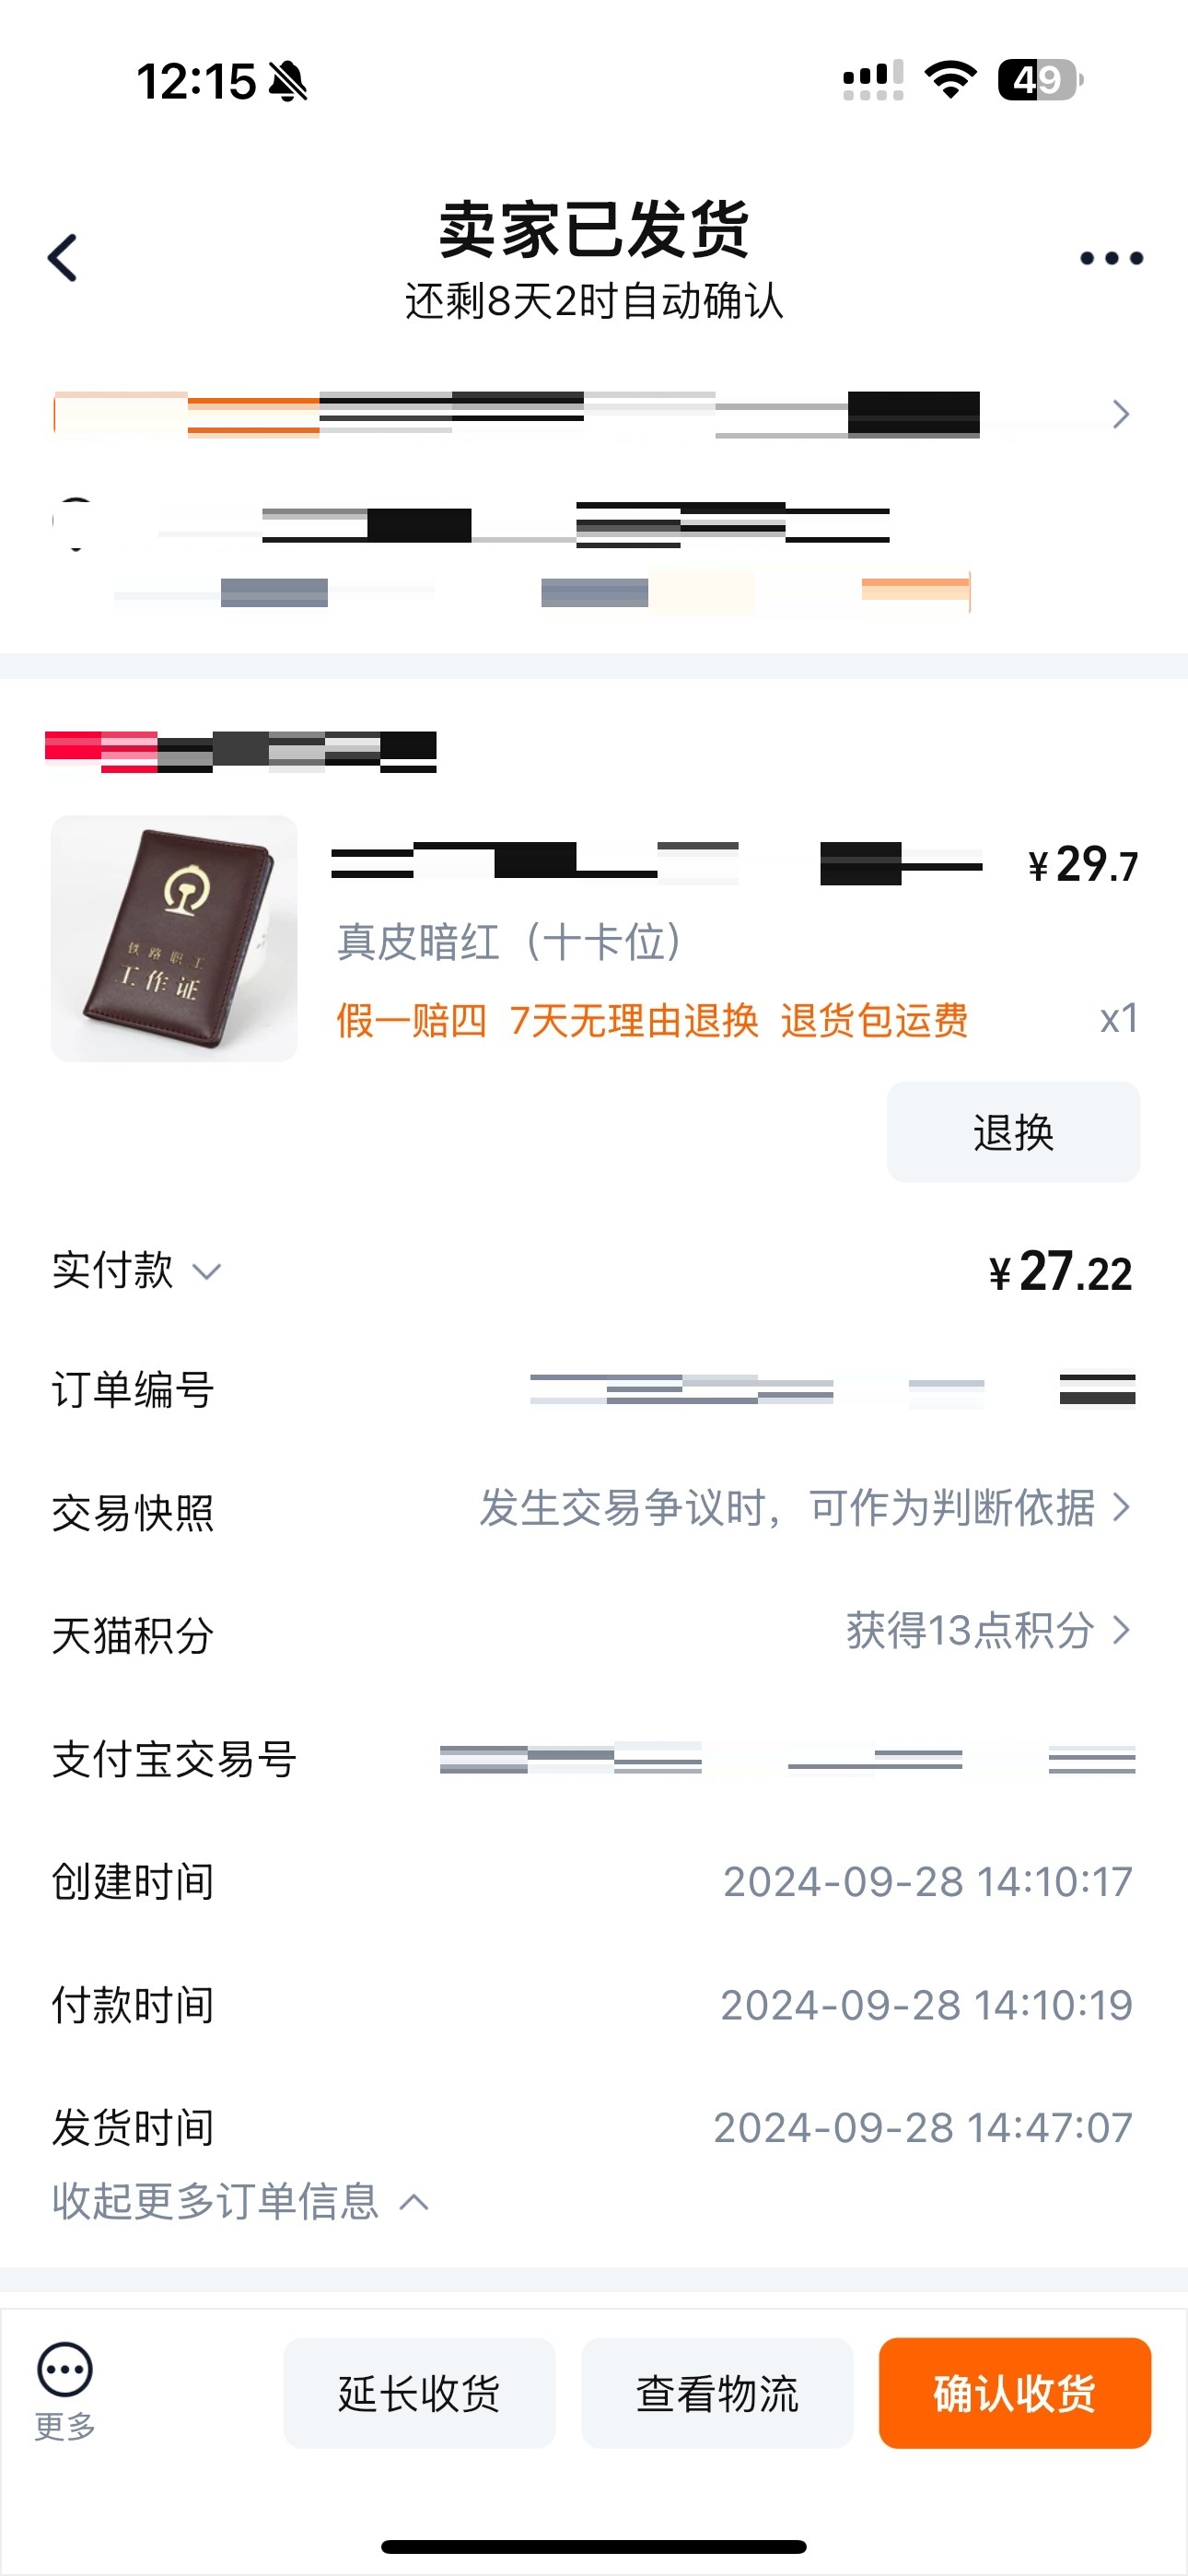 12:15
49
卖家已发货
还剩8天2时自动确认
¥29.7
铁路职工
工作证
真皮暗红（十卡位）
假一赔四 7天无理由退换 退货包运费 x1
退换
实付款 ¥27.22
订单编号
交易快照 发生交易争议时，可作为判断依据
天猫积分 获得13点积分
支付宝交易号
创建时间 2024-09-28 14:10:17
付款时间 2024-09-28 14:10:19
发货时间 2024-09-28 14:47:07
收起更多订单信息
更多 延长收货 查看物流 确认收货